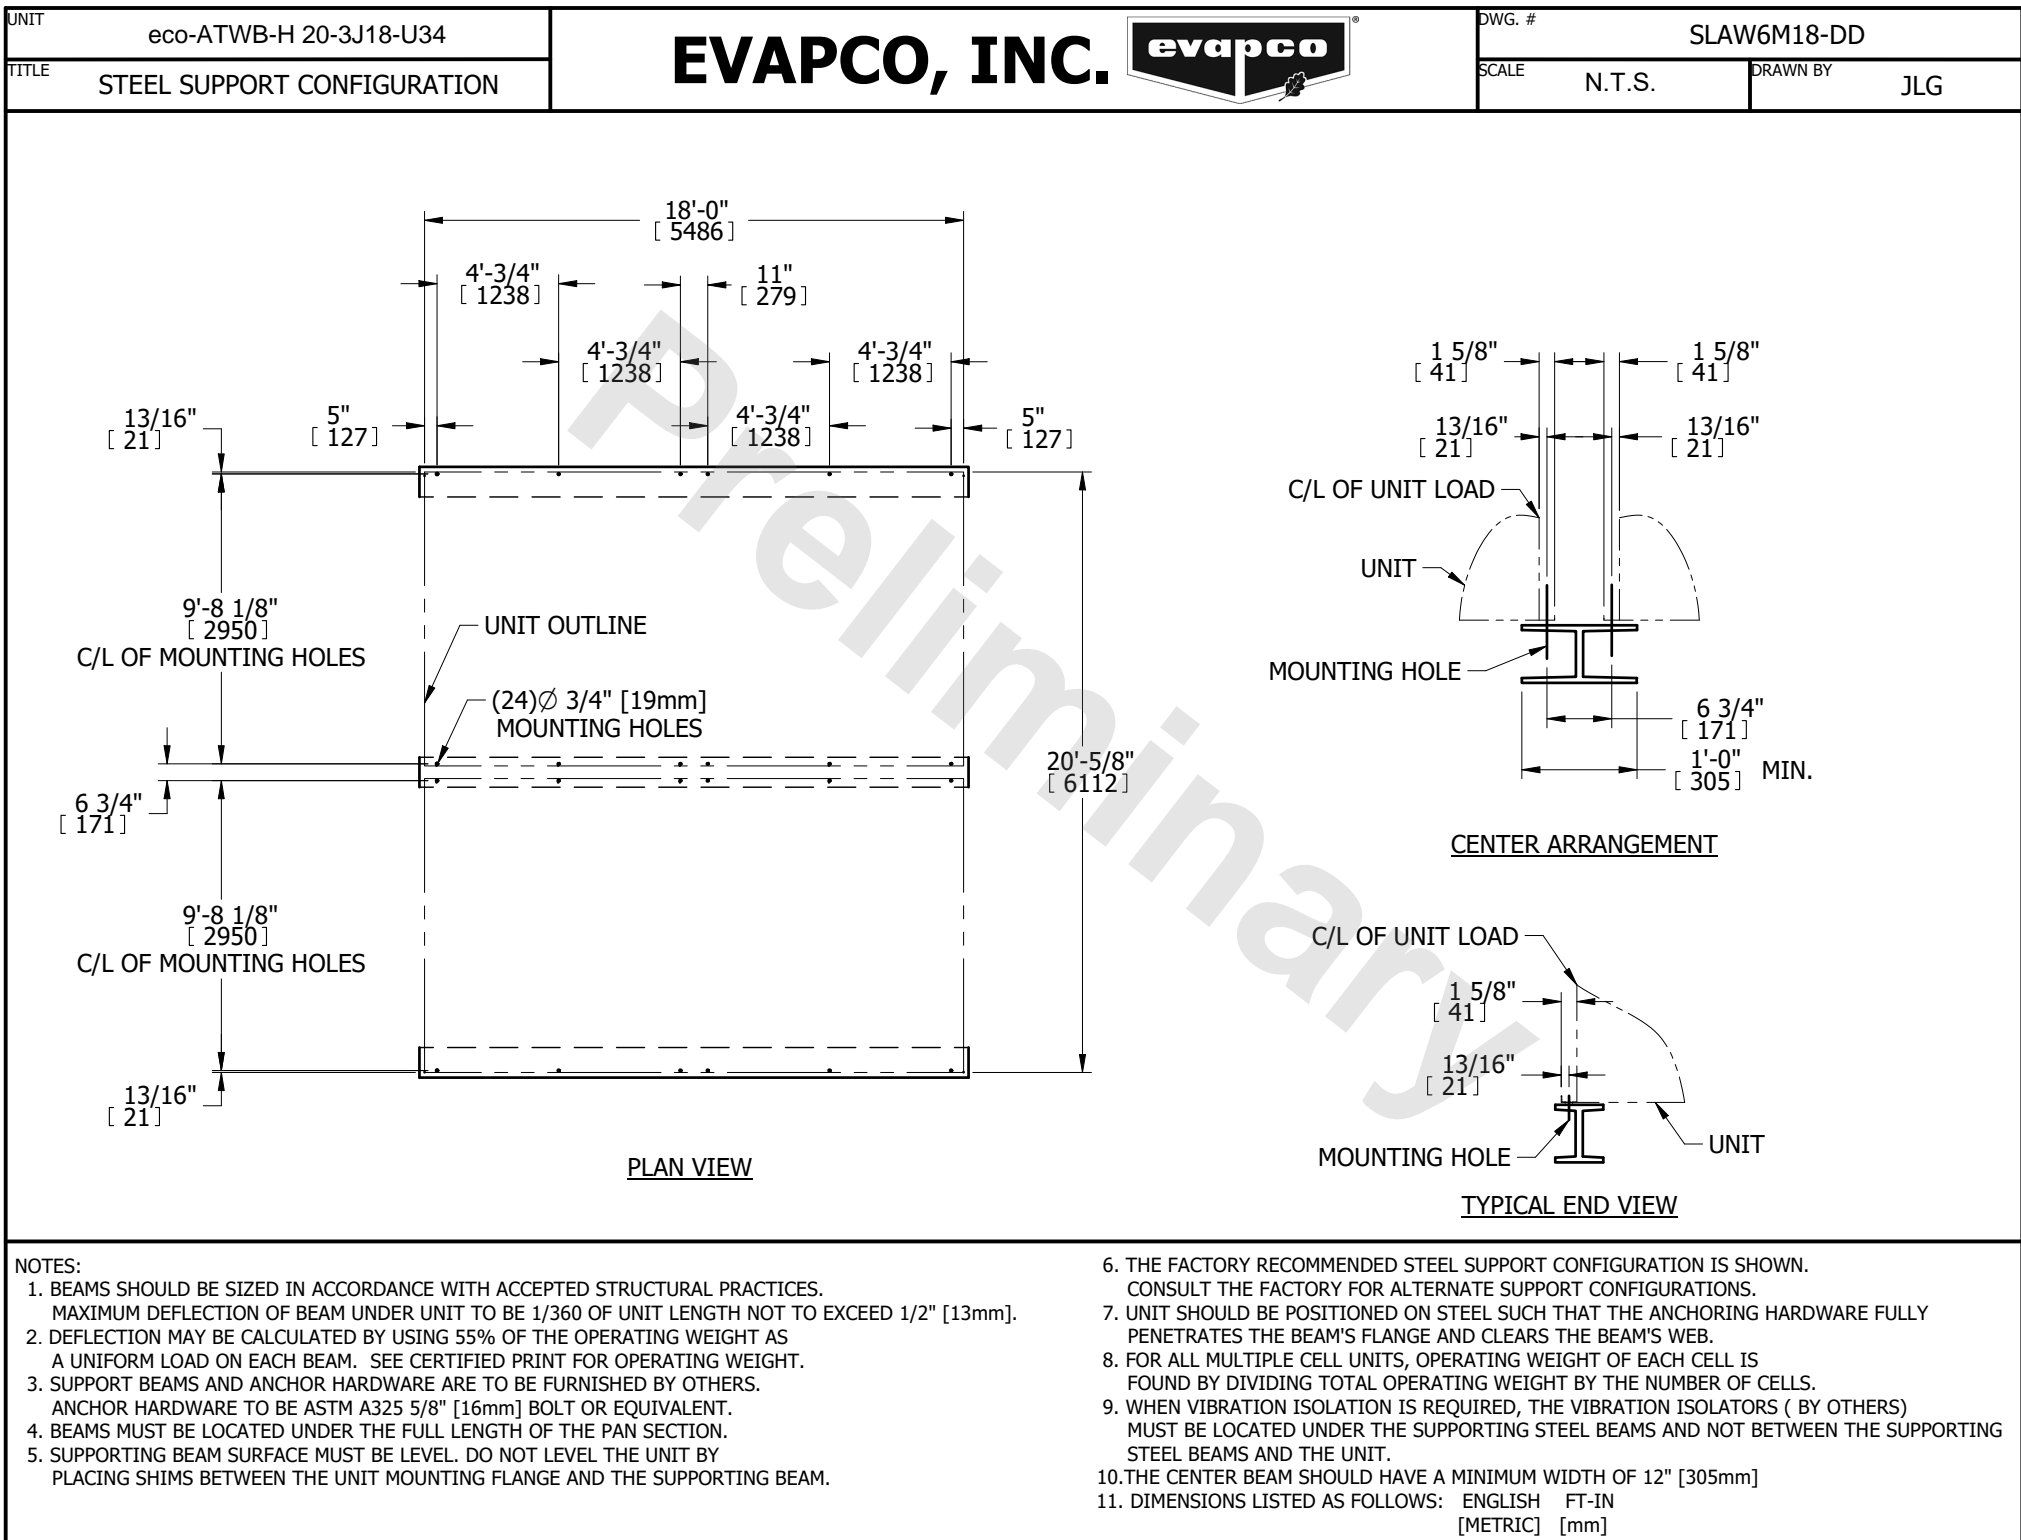 UNIT
eco-ATWB-H 20-3J18-U34
TITLE
STEEL SUPPORT CONFIGURATION
EVAPCO, INC.
evapco
®
DWG. #
SLAW6M18-DD
SCALE
N.T.S.
DRAWN BY
JLG
18'-0"
[ 5486 ]
4'-3/4"
[ 1238 ]
11"
[ 279 ]
4'-3/4"
[ 1238 ]
4'-3/4"
[ 1238 ]
13/16"
[ 21 ]
5"
[ 127 ]
4'-3/4"
[ 1238 ]
5"
[ 127 ]
9'-8 1/8"
[ 2950 ]
C/L OF MOUNTING HOLES
UNIT OUTLINE
(24)Ø 3/4" [19mm]
MOUNTING HOLES
20'-5/8"
[ 6112 ]
6 3/4"
[ 171 ]
9'-8 1/8"
[ 2950 ]
C/L OF MOUNTING HOLES
13/16"
[ 21 ]
PLAN VIEW
Preliminary
1 5/8"
[ 41 ]
1 5/8"
[ 41 ]
13/16"
[ 21 ]
13/16"
[ 21 ]
C/L OF UNIT LOAD
UNIT
MOUNTING HOLE
6 3/4"
[ 171 ]
1'-0"
[ 305 ] MIN.
CENTER ARRANGEMENT
C/L OF UNIT LOAD
1 5/8"
[ 41 ]
13/16"
[ 21 ]
MOUNTING HOLE
UNIT
TYPICAL END VIEW
NOTES:
1. BEAMS SHOULD BE SIZED IN ACCORDANCE WITH ACCEPTED STRUCTURAL PRACTICES.
MAXIMUM DEFLECTION OF BEAM UNDER UNIT TO BE 1/360 OF UNIT LENGTH NOT TO EXCEED 1/2" [13mm].
2. DEFLECTION MAY BE CALCULATED BY USING 55% OF THE OPERATING WEIGHT AS
A UNIFORM LOAD ON EACH BEAM. SEE CERTIFIED PRINT FOR OPERATING WEIGHT.
3. SUPPORT BEAMS AND ANCHOR HARDWARE ARE TO BE FURNISHED BY OTHERS.
ANCHOR HARDWARE TO BE ASTM A325 5/8" [16mm] BOLT OR EQUIVALENT.
4. BEAMS MUST BE LOCATED UNDER THE FULL LENGTH OF THE PAN SECTION.
5. SUPPORTING BEAM SURFACE MUST BE LEVEL. DO NOT LEVEL THE UNIT BY
PLACING SHIMS BETWEEN THE UNIT MOUNTING FLANGE AND THE SUPPORTING BEAM.
6. THE FACTORY RECOMMENDED STEEL SUPPORT CONFIGURATION IS SHOWN.
CONSULT THE FACTORY FOR ALTERNATE SUPPORT CONFIGURATIONS.
7. UNIT SHOULD BE POSITIONED ON STEEL SUCH THAT THE ANCHORING HARDWARE FULLY
PENETRATES THE BEAM'S FLANGE AND CLEARS THE BEAM'S WEB.
8. FOR ALL MULTIPLE CELL UNITS, OPERATING WEIGHT OF EACH CELL IS
FOUND BY DIVIDING TOTAL OPERATING WEIGHT BY THE NUMBER OF CELLS.
9. WHEN VIBRATION ISOLATION IS REQUIRED, THE VIBRATION ISOLATORS ( BY OTHERS)
MUST BE LOCATED UNDER THE SUPPORTING STEEL BEAMS AND NOT BETWEEN THE SUPPORTING
STEEL BEAMS AND THE UNIT.
10.THE CENTER BEAM SHOULD HAVE A MINIMUM WIDTH OF 12" [305mm]
11. DIMENSIONS LISTED AS FOLLOWS: ENGLISH FT-IN
[METRIC] [mm]